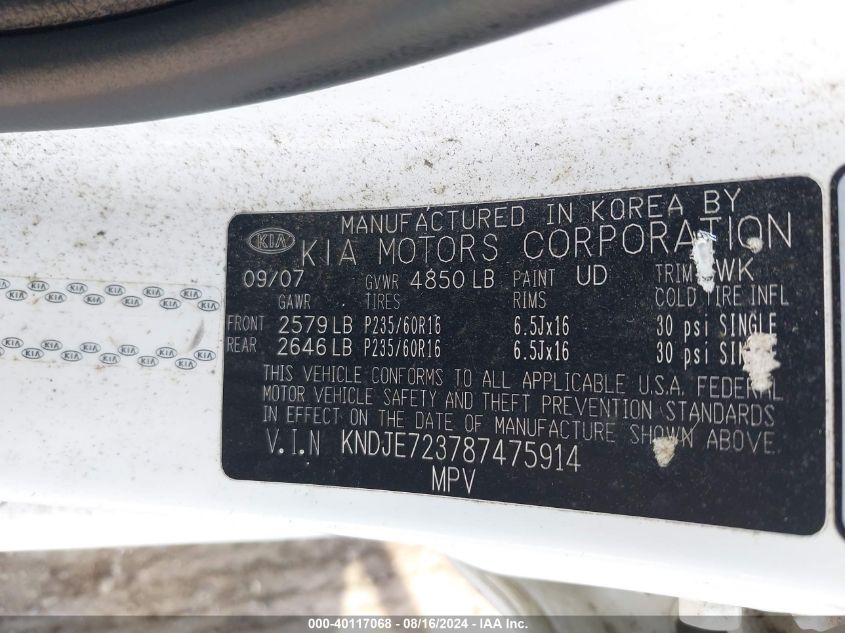 MANUFACTURED IN KOREA BY
KIA KIA MOTORS CORPORATION
09/07 GVWR 4850 LB PAINT UD TRIM WK
GAWR TIRES RIMS COLD TIRE INFL
FRONT 2579 LB P235/60R16 6.5Jx16 30 psi SINGLE
REAR 2646 LB P235/60R16 6.5Jx16 30 psi SINGLE
THIS VEHICLE CONFORMS TO ALL APPLICABLE U.S.A. FEDERAL
MOTOR VEHICLE SAFETY AND THEFT PREVENTION STANDARDS
IN EFFECT ON THE DATE OF MANUFACTURE SHOWN ABOVE.
V.I.N KNDJE723787475914
MPV
000-40117068 - 08/16/2024 - IAA Inc.